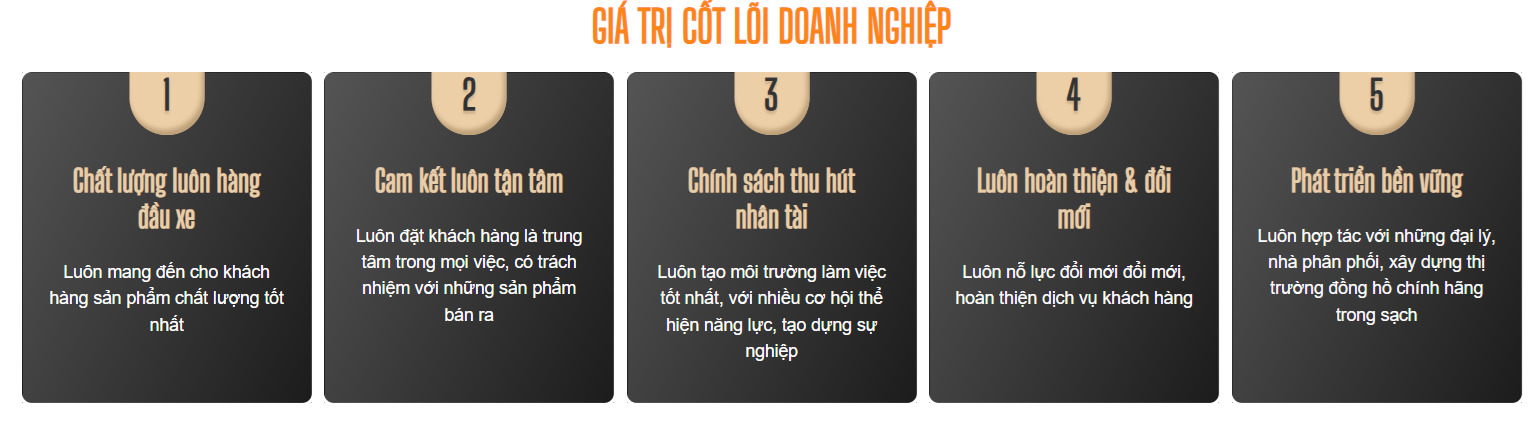 GIÁ TRỊ CỐT LÕI DOANH NGHIỆP
1
Chất lượng luôn hàng
đầu xe
Luôn mang đến cho khách
hàng sản phẩm chất lượng tốt
nhất
2
Cam kết luôn tận tâm
Luôn đặt khách hàng là trung
tâm trong mọi việc, có trách
nhiệm với những sản phẩm
bán ra
3
Chính sách thu hút
nhân tài
Luôn tạo môi trường làm việc
tốt nhất, với nhiều cơ hội thể
hiện năng lực, tạo dựng sự
nghiệp
4
Luôn hoàn thiện & đổi
mới
Luôn nỗ lực đổi mới đổi mới,
hoàn thiện dịch vụ khách hàng
5
Phát triển bền vững
Luôn hợp tác với những đại lý,
nhà phân phối, xây dựng thị
trường đồng hồ chính hãng
trong sạch